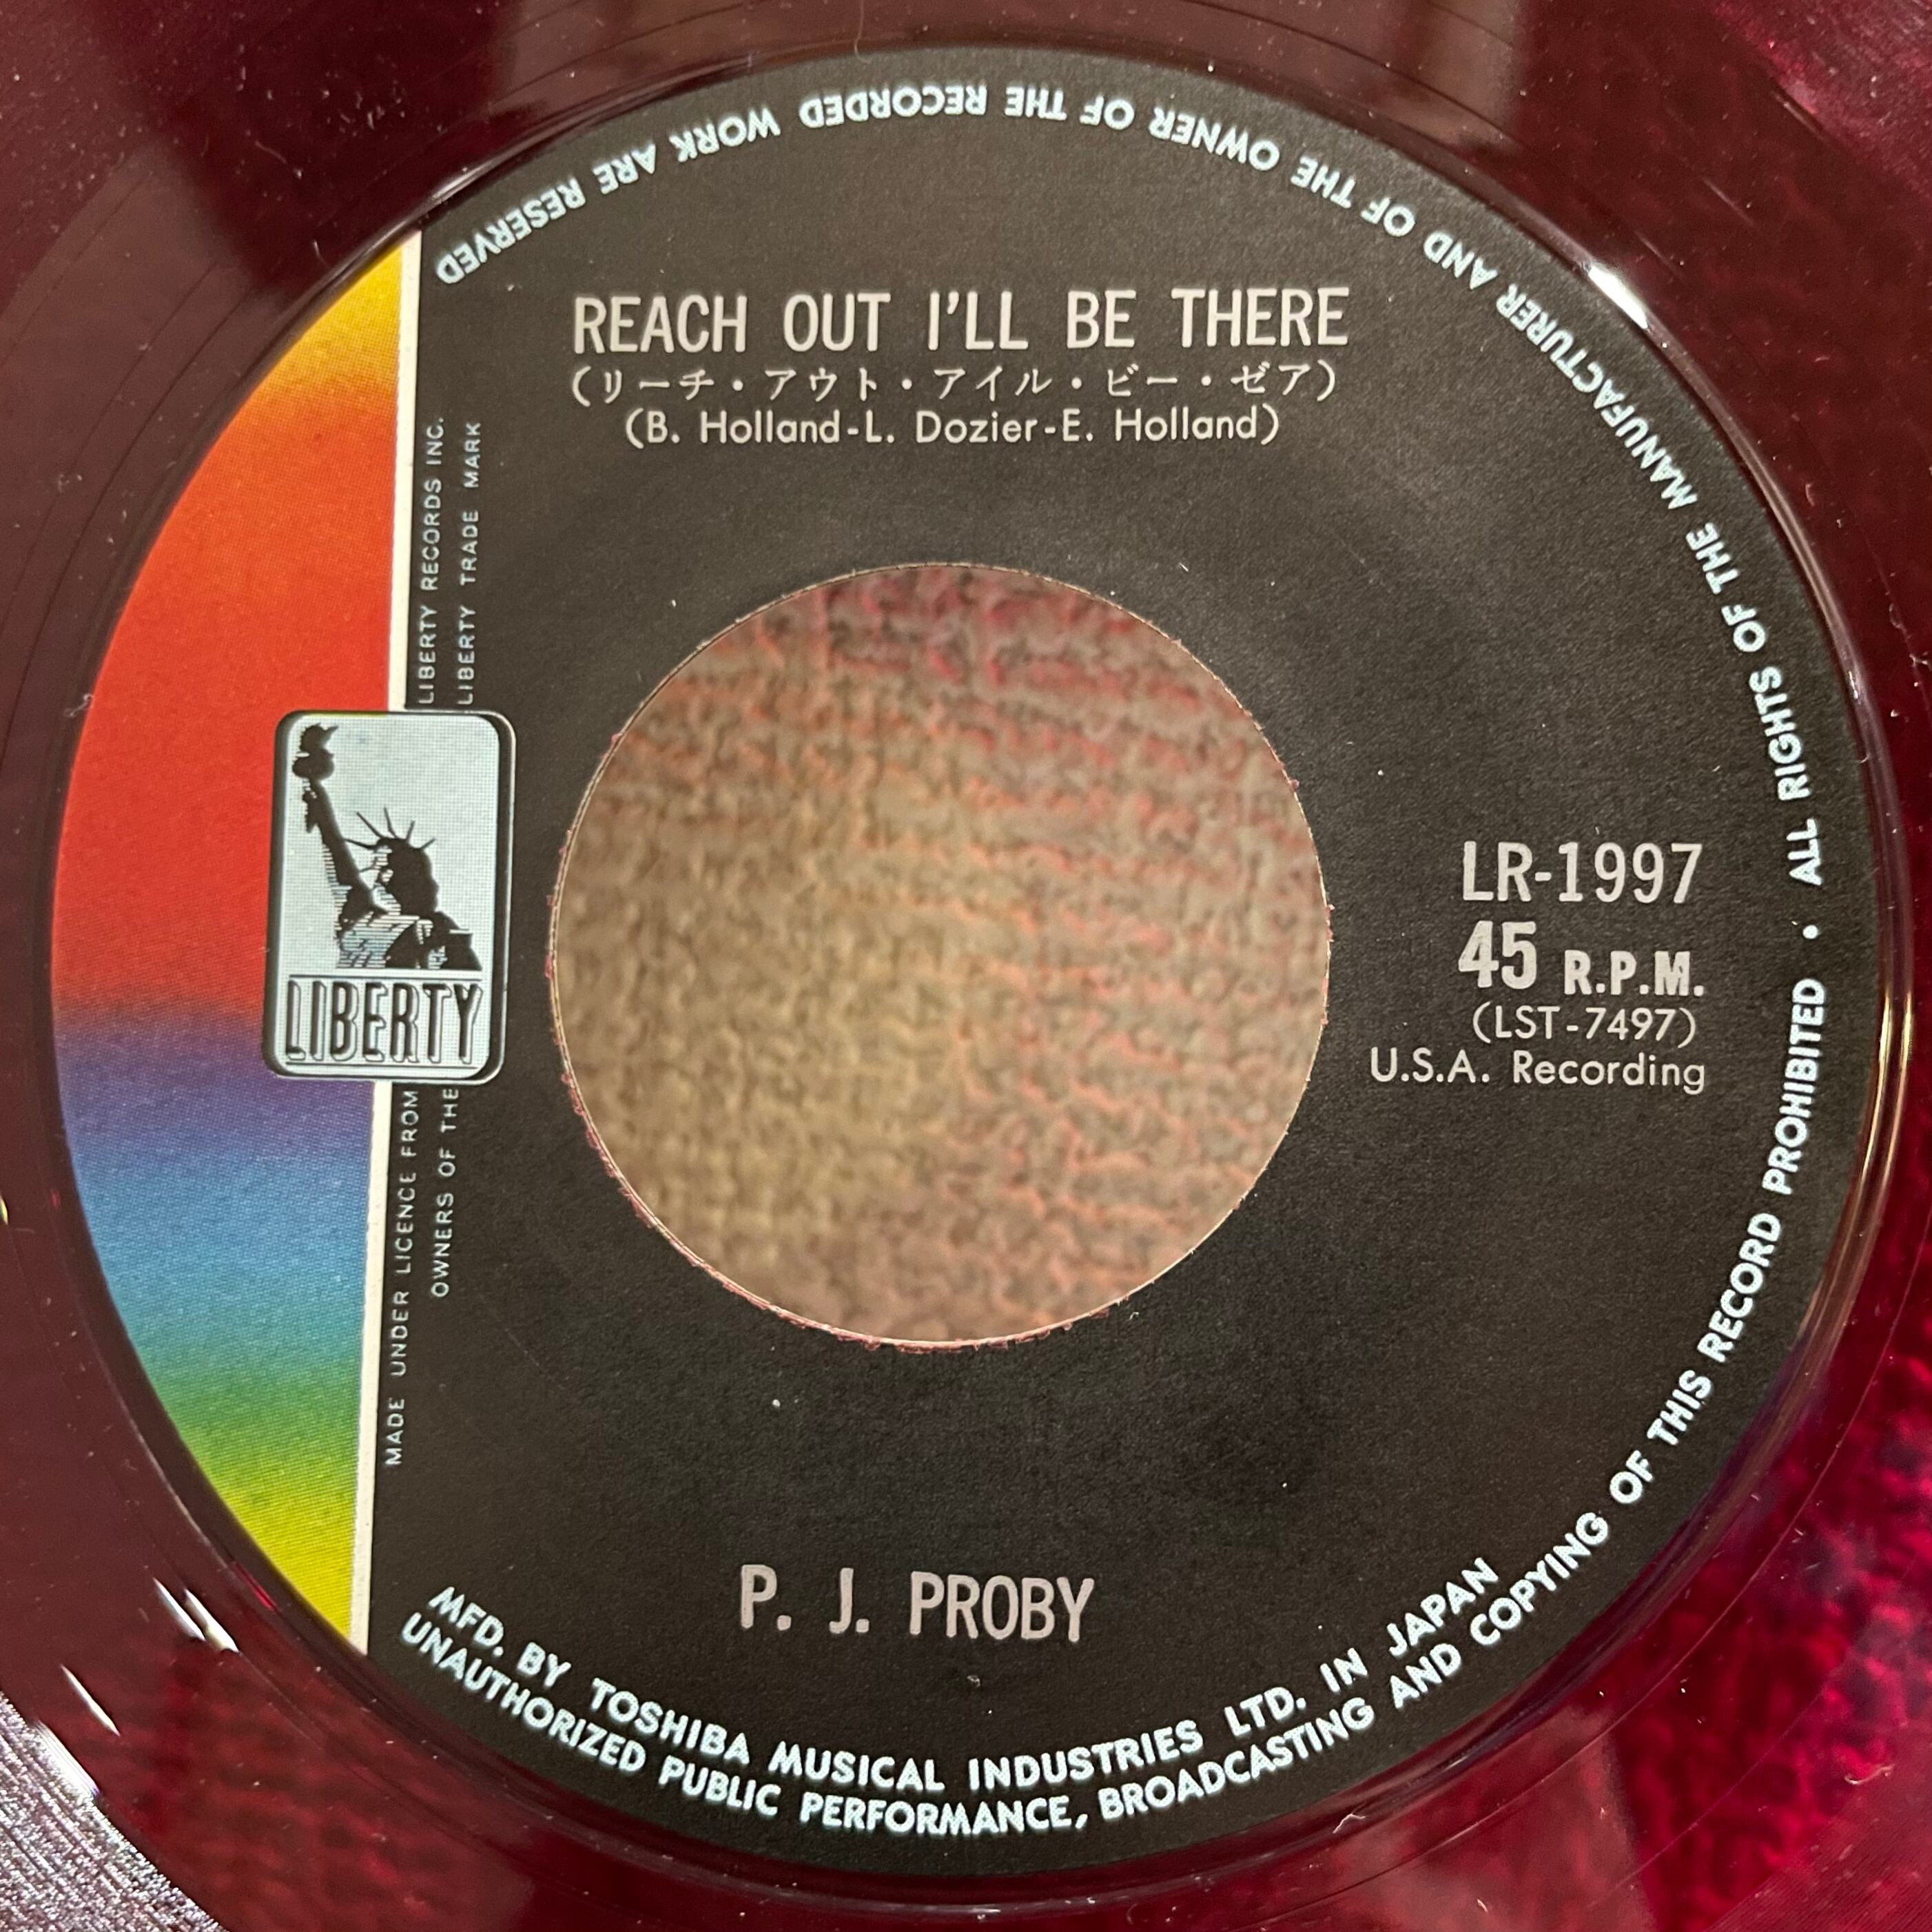 REACH OUT I'LL BE THERE
(リーチ・アウト・アイル・ビー・ゼア)
(B. Holland-L. Dozier-E. Holland)
LIBERTY RECORDS INC.
LIBERTY TRADE MARK
LIBERTY
MADE UNDER LICENCE FROM
OWNERS OF THE
LR-1997
45 R.P.M.
(LST-7497)
U.S.A. Recording
P. J. PROBY
MFD. BY TOSHIBA MUSICAL INDUSTRIES LTD. IN JAPAN
UNAUTHORIZED PUBLIC PERFORMANCE, BROADCASTING AND COPYING OF THIS RECORD PROHIBITED • ALL RIGHTS OF THE MANUFACTURER AND OF THE OWNER OF THE RECORDED WORK ARE RESERVED